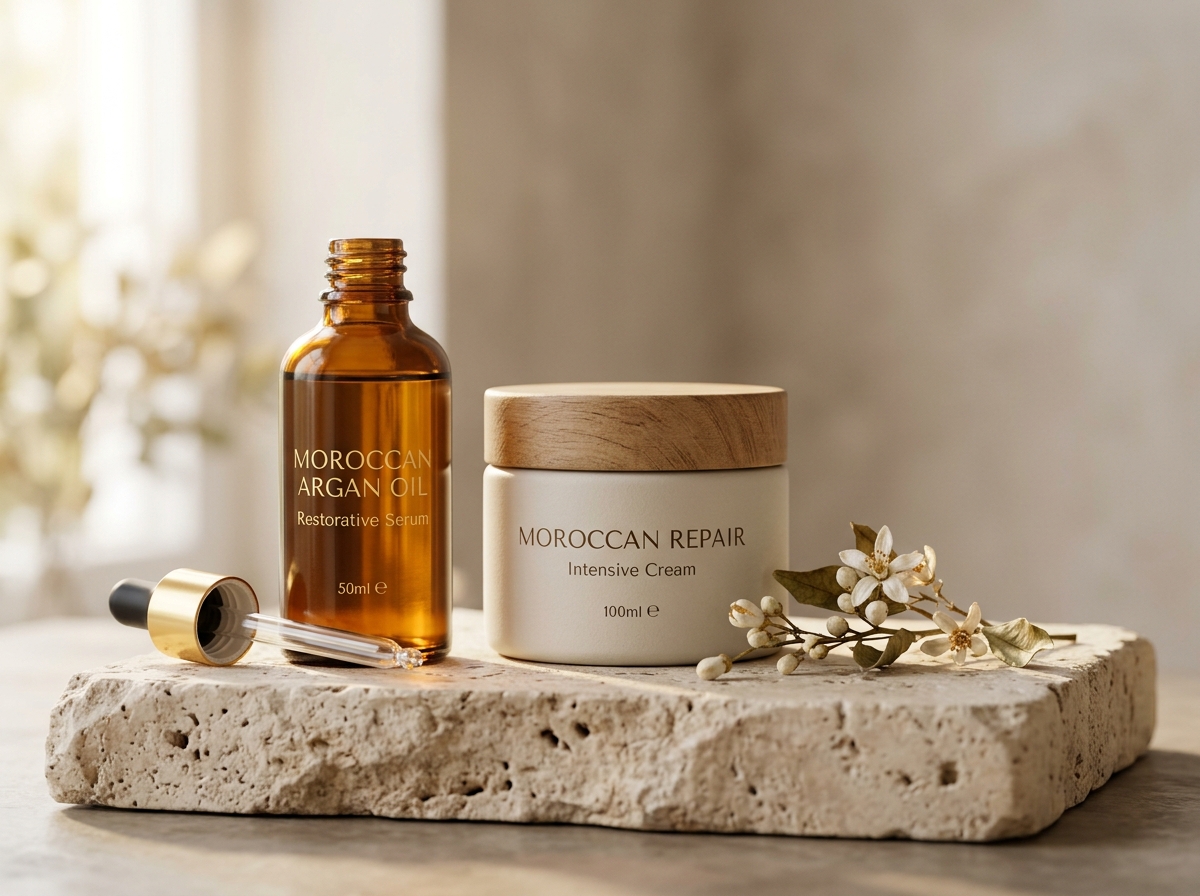 MOROCCAN
ARGAN OIL
Restorative Serum
50ml ℮
MOROCCAN REPAIR
Intensive Cream
100ml ℮